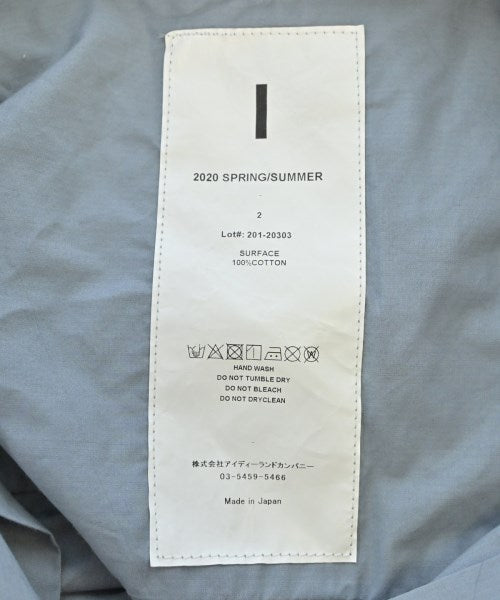 I
2020 SPRING/SUMMER
-
2
Lot#: 201-20303
SURFACE
100%COTTON
HAND WASH
DO NOT TUMBLE DRY
DO NOT BLEACH
DO NOT DRYCLEAN
株式会社アイディーランドカンパニー
03-5459-5466
Made in Japan